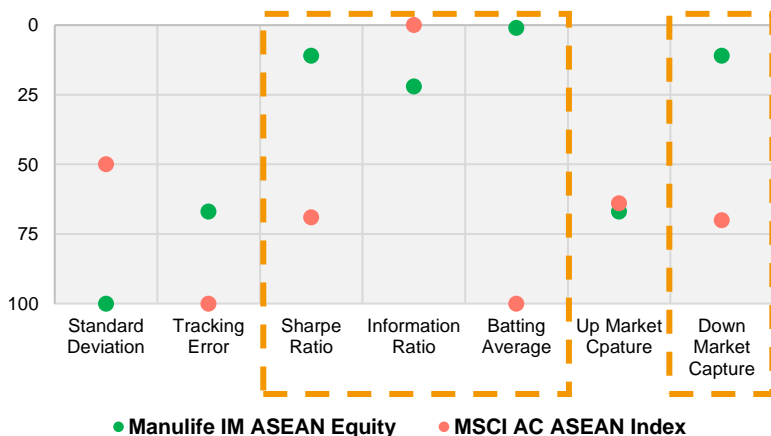 0
25
50
75
100
Standard Deviation
Tracking Error
Sharpe Ratio
Information Ratio
Batting Average
Up Market Cpature
Down Market Capture
Manulife IM ASEAN Equity
MSCI AC ASEAN Index